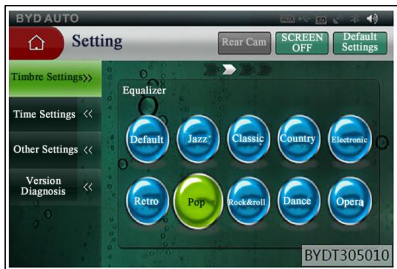 BYD AUTO
AUX
Setting
Rear Cam
SCREEN
OFF
Default
Settings
Timbre Settings>>
Time Settings <<
Other Settings <<
Version
Diagnosis <<
Equalizer
Default
Jazz
Classic
Country
Electronic
Retro
Pop
Rock&roll
Dance
Opera
BYDT305010